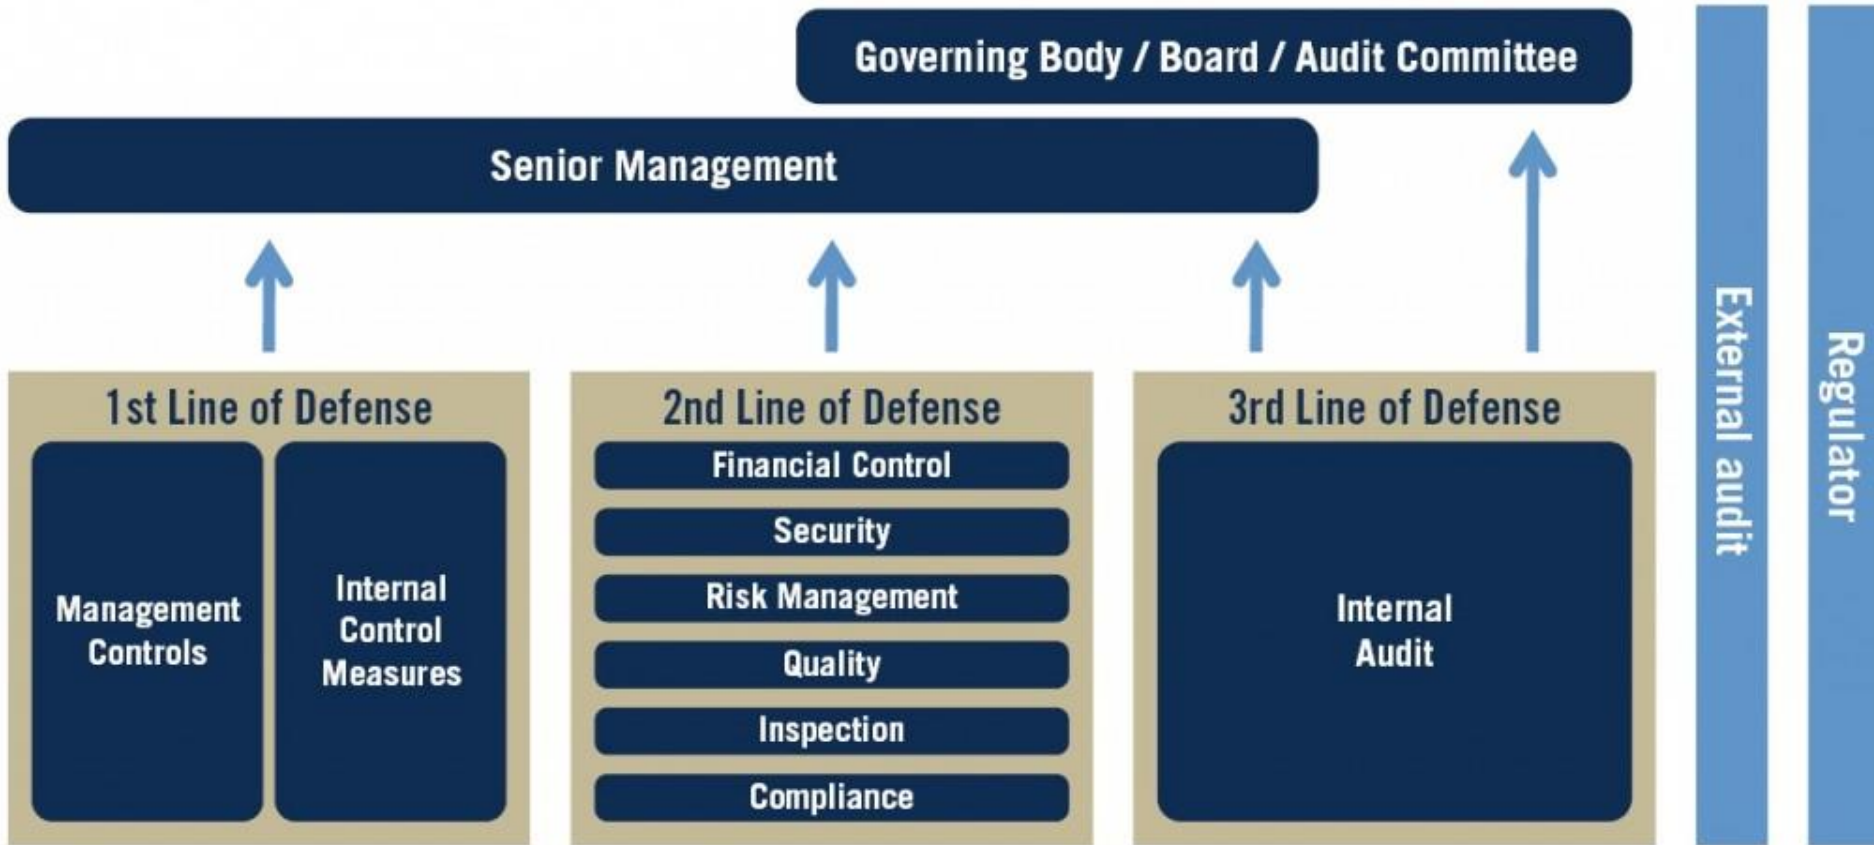 Governing Body / Board / Audit Committee
Senior Management
1st Line of Defense
Management
Controls
Internal
Control
Measures
2nd Line of Defense
Financial Control
Security
Risk Management
Quality
Inspection
Compliance
3rd Line of Defense
Internal
Audit
External audit
Regulator